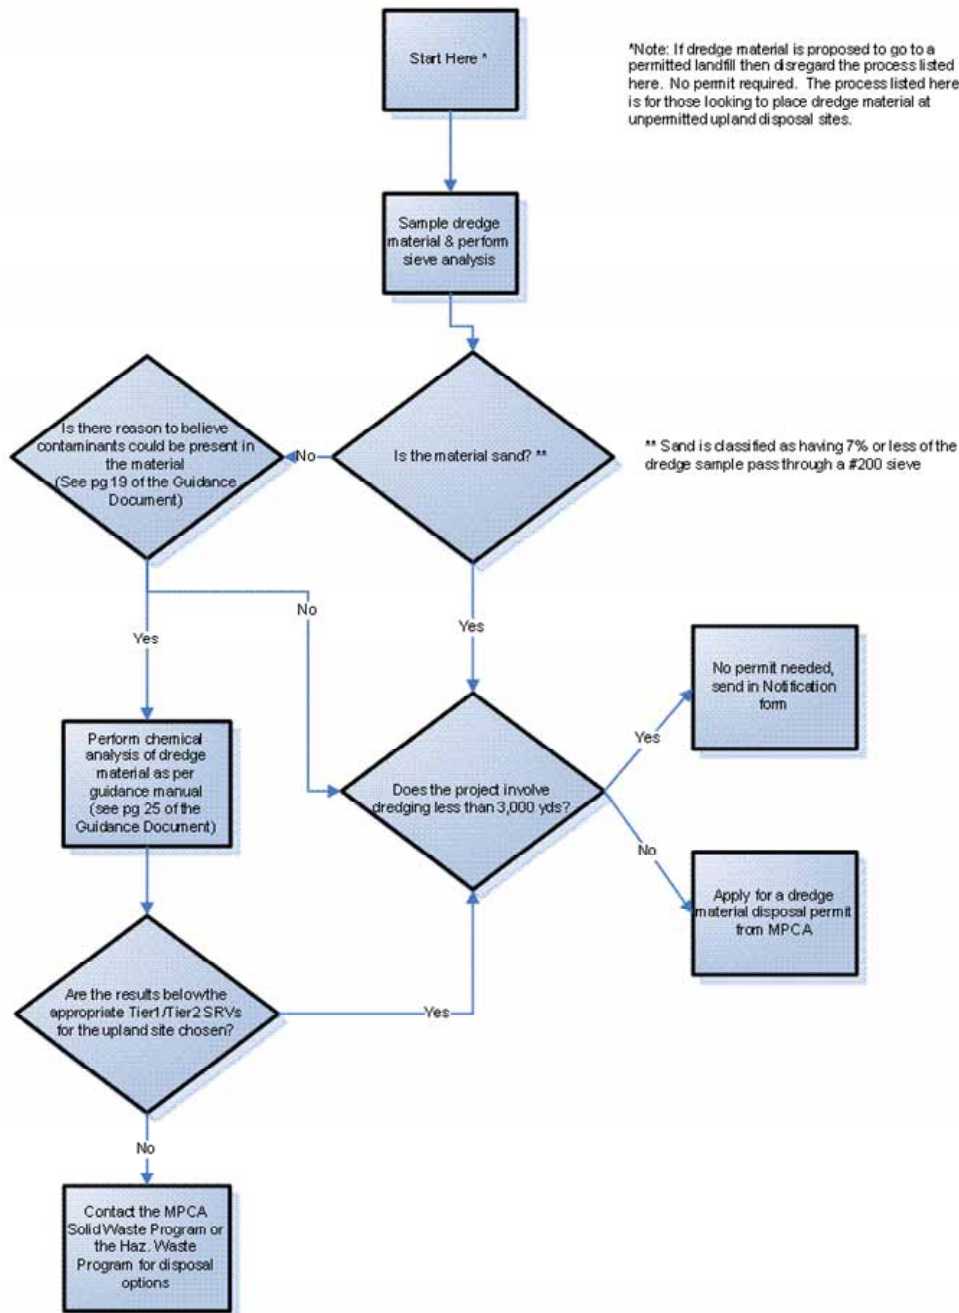 Start Here *
*Note: If dredge material is proposed to go to a
permitted landfill then disregard the process listed
here. No permit required. The process listed here
is for those looking to place dredge material at
unpermitted upland disposal sites.
Sample dredge
material & perform
sieve analysis
Is there reason to believe
contaminants could be present in
the material
(See pg 19 of the Guidance
Document)
No
Is the material sand? **
** Sand is classified as having 7% or less of the
dredge sample pass through a #200 sieve
Yes
No
Yes
No permit needed,
send in Notification
form
Perform chemical
analysis of dredge
material as per
guidance manual
(see pg 25 of the
Guidance Document)
Does the project involve
dredging less than 3,000 yds?
Yes
No
Apply for a dredge
material disposal permit
from MPCA
Are the results belowthe
appropriate Tier1/Tier2 SRVs
for the upland site chosen?
Yes
No
Contact the MPCA
Solid Waste Program or
the Haz. Waste
Program for disposal
options